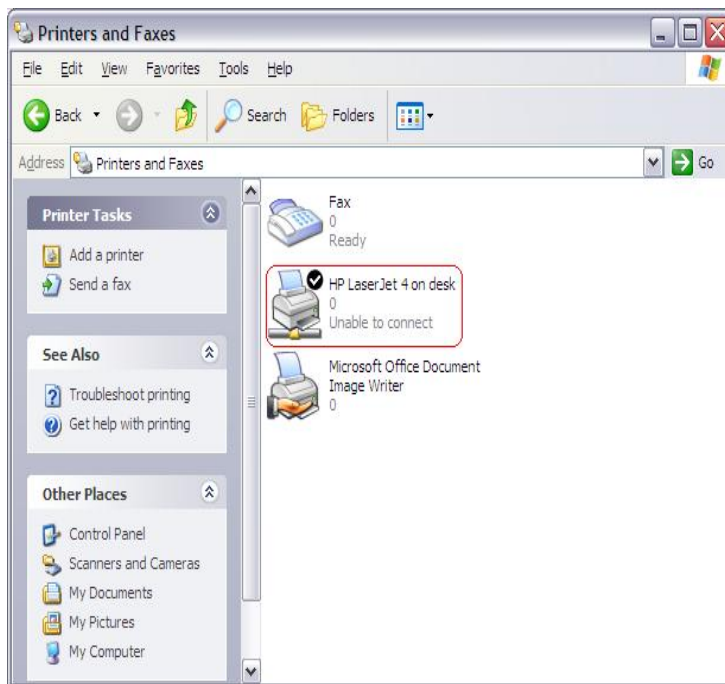 Printers and Faxes
File Edit View Favorites Tools Help
Back Search Folders
Address Printers and Faxes Go
Printer Tasks
Add a printer
Send a fax
See Also
Troubleshoot printing
Get help with printing
Other Places
Control Panel
Scanners and Cameras
My Documents
My Pictures
My Computer
Fax
0
Ready
HP LaserJet 4 on desk
0
Unable to connect
Microsoft Office Document
Image Writer
0